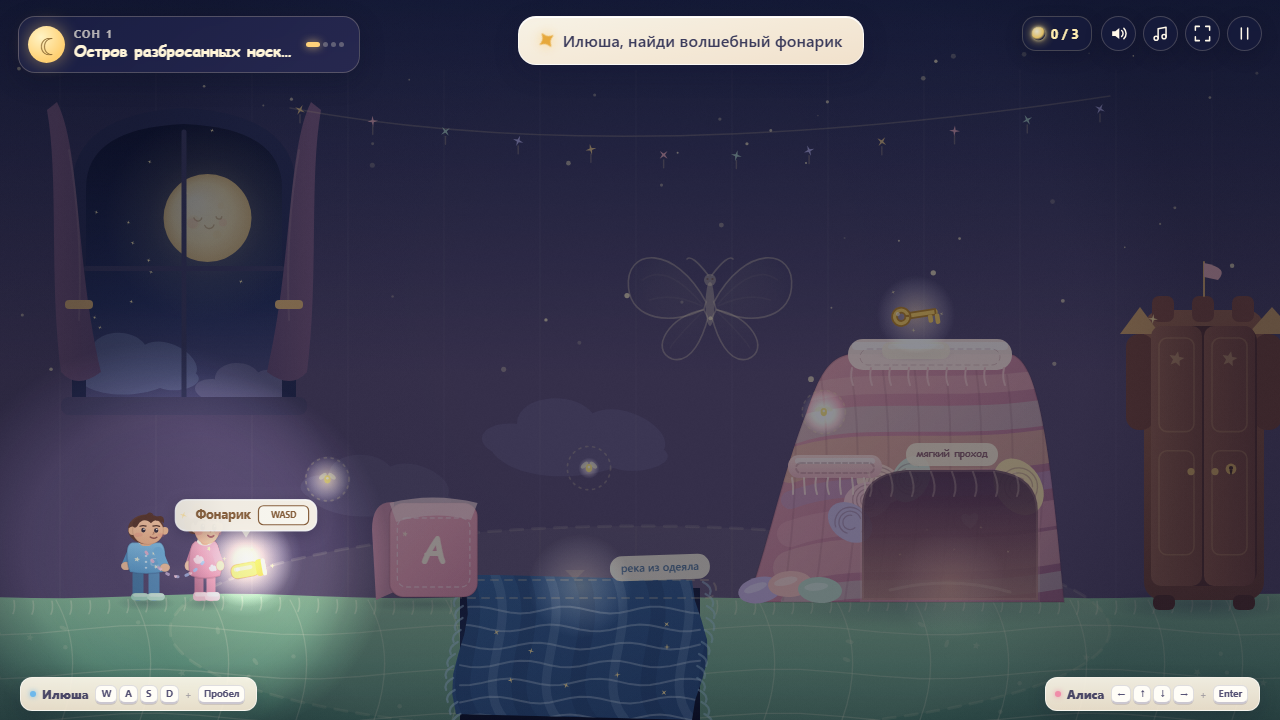 СОН 1
Остров разбросанных носк...
Илюша, найди волшебный фонарик
0 / 3
мягкий проход
Фонарик WASD
A
река из одеяла
Илюша W A S D + Пробел
Алиса ← ↑ ↓ → + Enter